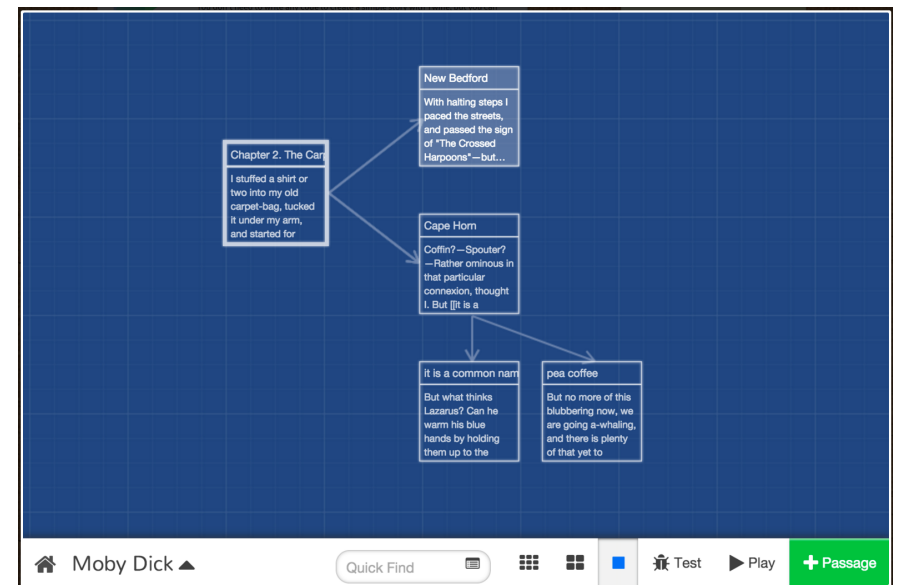 New Bedford
With halting steps I
paced the streets,
and passed the sign
of "The Crossed
Harpoons"—but...
Chapter 2. The Car
I stuffed a shirt or
two into my old
carpet-bag, tucked
it under my arm,
and started for
Cape Horn
Coffin?—Spouter?
—Rather ominous in
that particular
connexion, thought
I. But [[it is a
it is a common nam
But what thinks
Lazarus? Can he
warm his blue
hands by holding
them up to the
pea coffee
But no more of this
blubbering now, we
are going a-whaling,
and there is plenty
of that yet to
Moby Dick
Quick Find
Test
Play
Passage